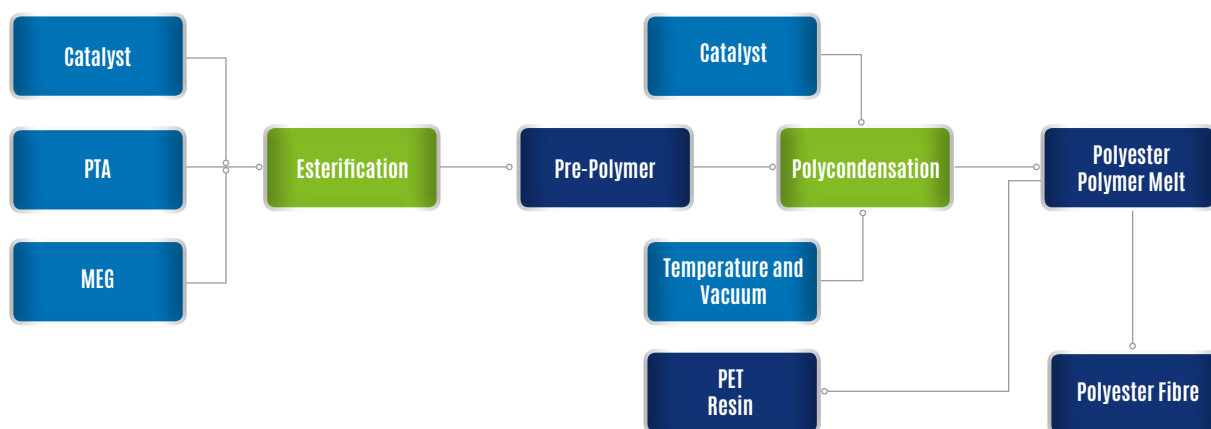 Catalyst
PTA
MEG
Esterification
Pre-Polymer
Catalyst
Polycondensation
Temperature and
Vacuum
Polyester
Polymer Melt
PET
Resin
Polyester Fibre